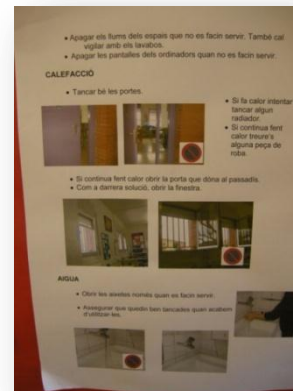 • Apagar els llums dels espais que no es facin servir. També cal
vigilar amb els lavabos.
• Apagar les pantalles dels ordinadors quan no es facin servir.
CALEFACCIÓ
• Tancar bé les portes.
• Si fa calor intentar
tancar algun
radiador.
• Si continua fent
calor treure's
alguna peça de
roba.
• Si continua fent calor obrir la porta que dóna al passadís.
• Com a darrera solució, obrir la finestra.
AIGUA
• Obrir les aixetes només quan es facin servir.
• Assegurar que quedin ben tancades quan acabem
d'utilitzar-les.